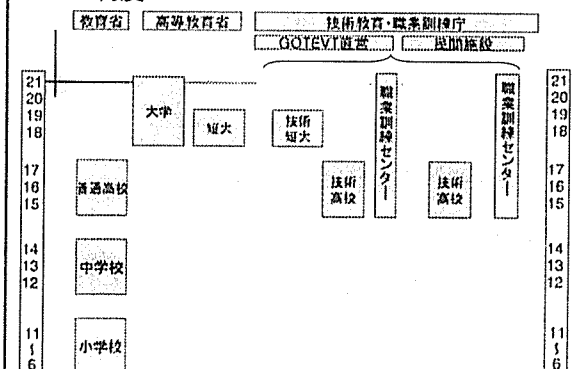 教育省 高等教育省 技術教育・職業訓練庁
GOTEVT直営 民間施設
21 21
20 20
19 大学 短大 技術短大 19
18 18
職業訓練センター 職業訓練センター
17 17
16 普通高校 技術高校 技術高校 16
15 15
14 14
13 中学校 13
12 12
11 11
〜 小学校 〜
6 6